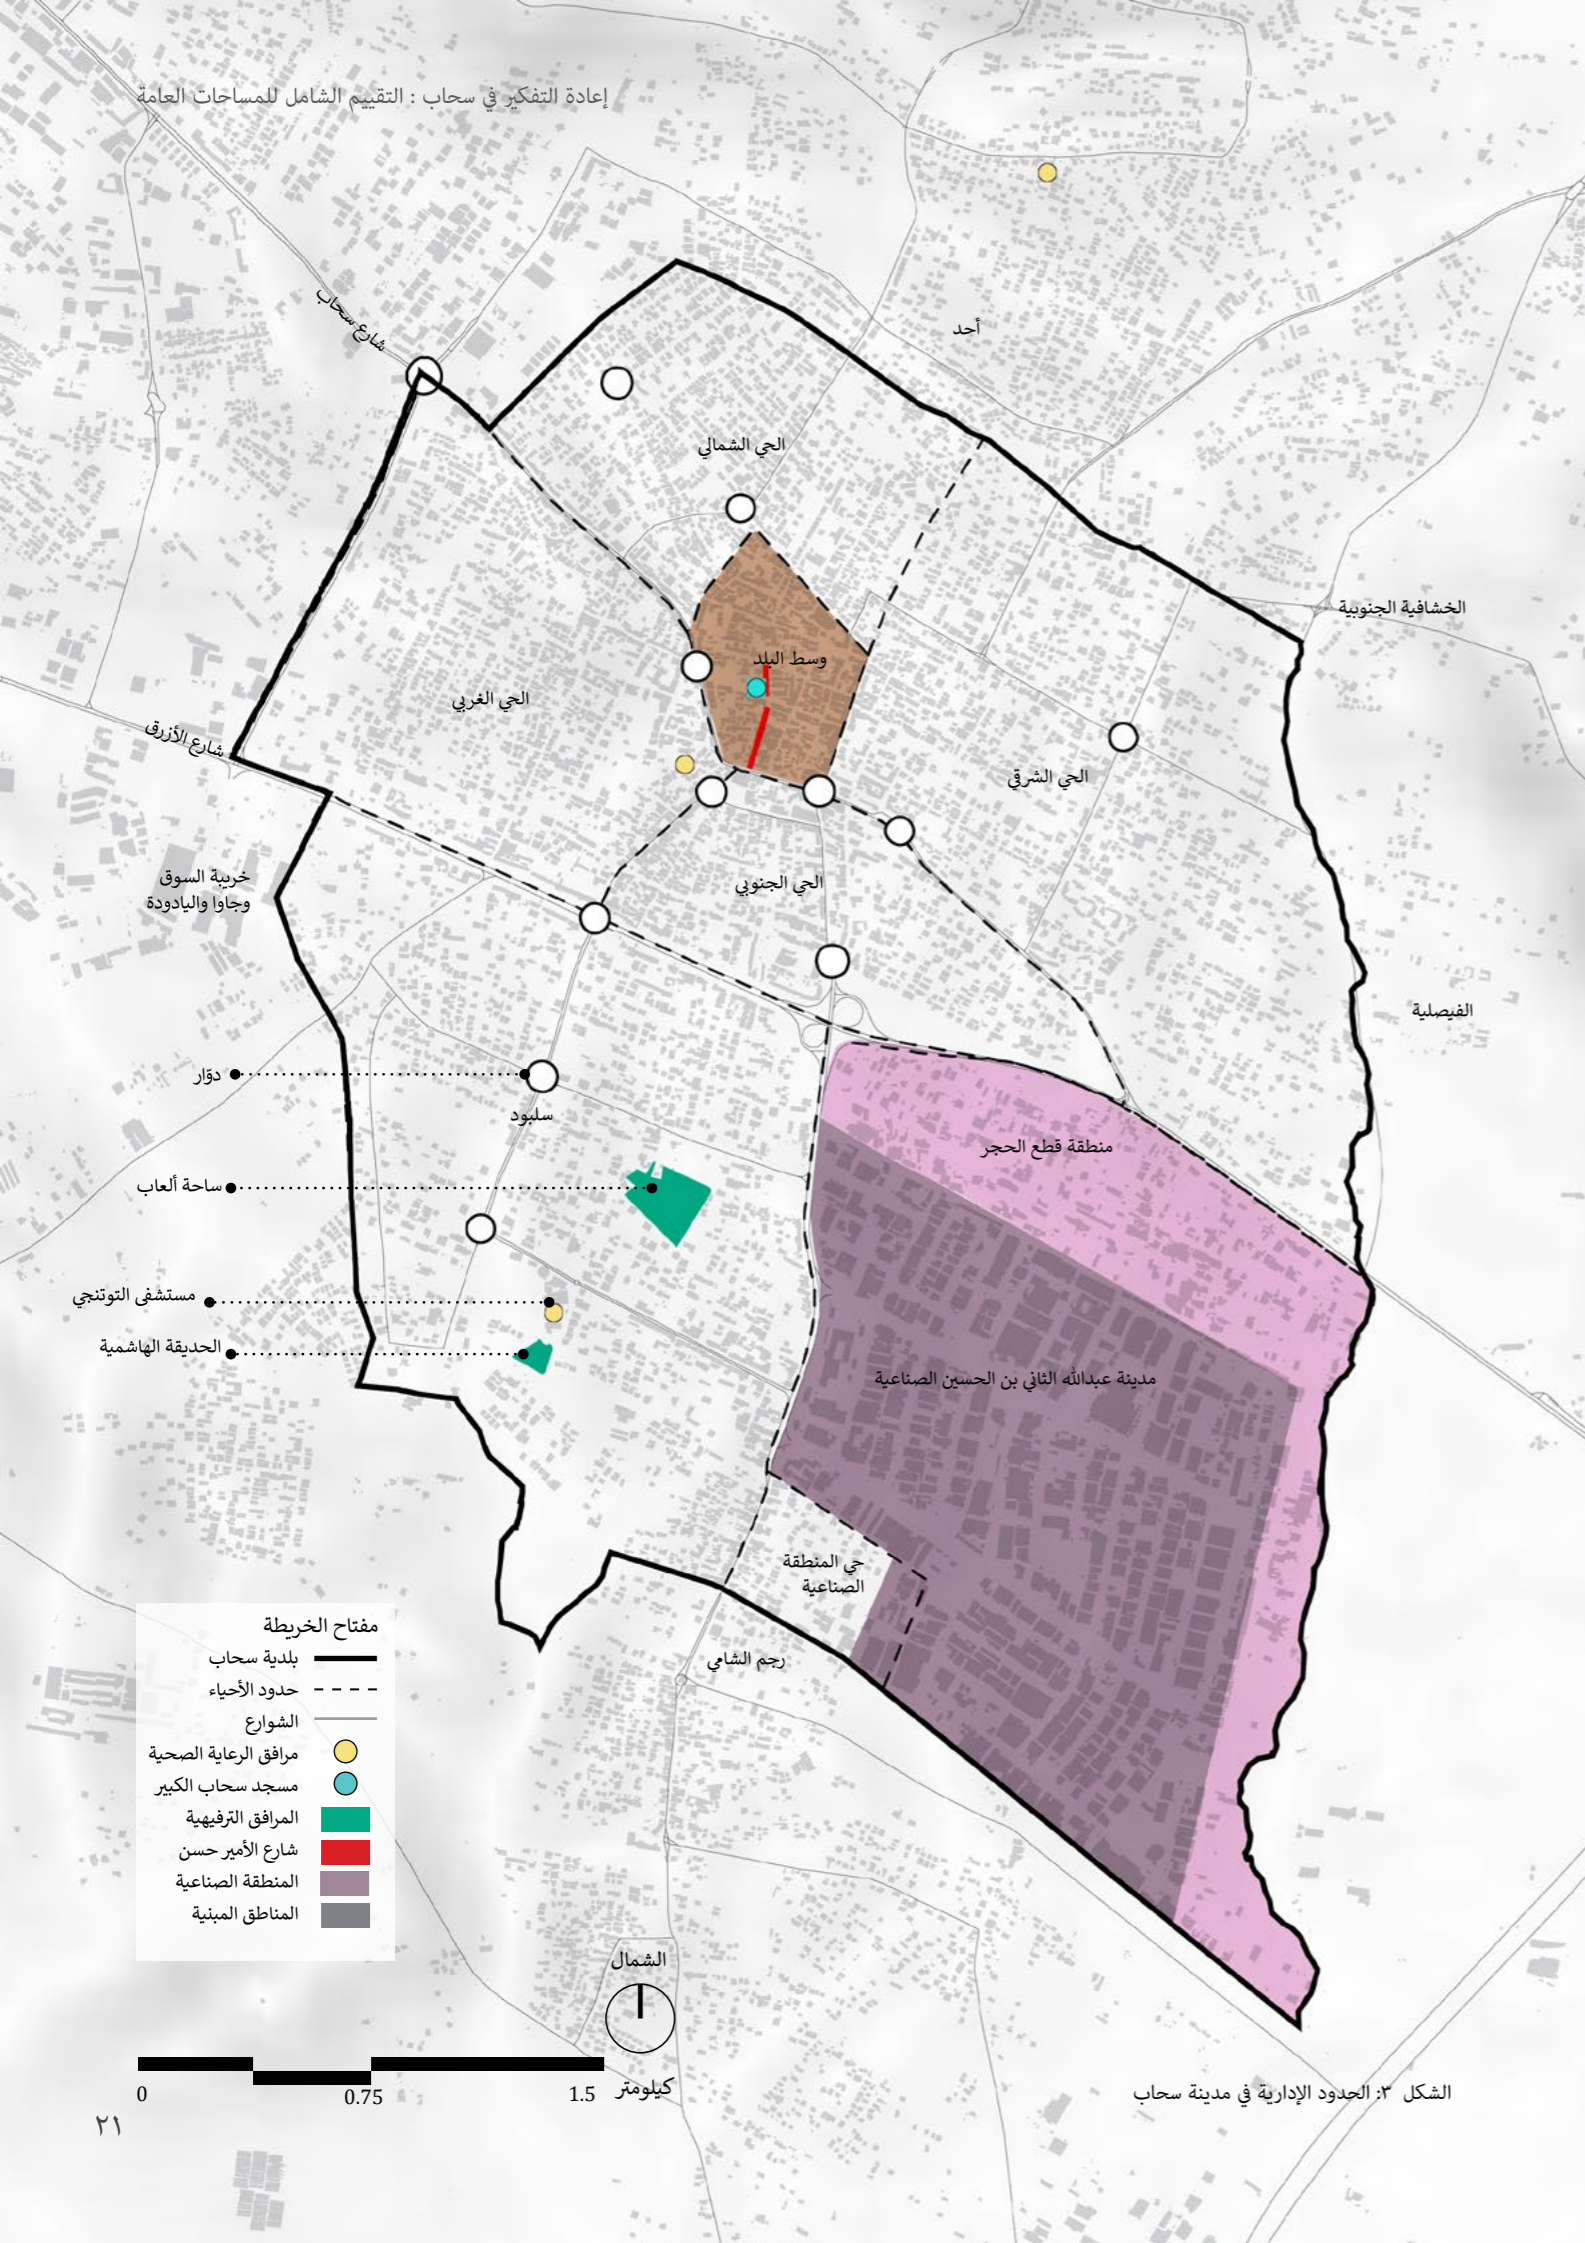 إعادة التفكير في سحاب : التقييم الشامل للمساحات العامة
شارع سحاب
أحد
الحي الشمالي
الخشافية الجنوبية
وسط البلد
الحي الغربي
شارع الأزرق
الحي الشرقي
خريبة السوق
وجاوا واليادودة
الحي الجنوبي
الفيصلية
دوّار
سلبود
منطقة قطع الحجر
ساحة ألعاب
مستشفى التوتنجي
الحديقة الهاشمية
مدينة عبدالله الثاني بن الحسين الصناعية
حي المنطقة
الصناعية
رجم الشامي
مفتاح الخريطة
بلدية سحاب
حدود الأحياء
الشوارع
مرافق الرعاية الصحية
مسجد سحاب الكبير
المرافق الترفيهية
شارع الأمير حسن
المنطقة الصناعية
المناطق المبنية
الشمال
0 0.75 1.5 كيلومتر
الشكل ٣: الحدود الإدارية في مدينة سحاب
٢١